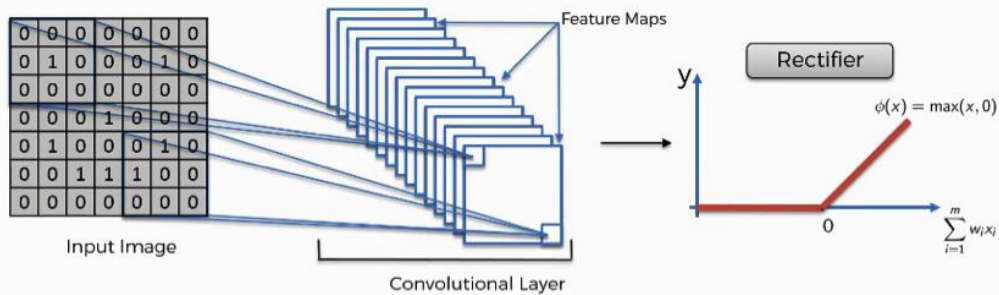 0 0 0 0 0 0 0
0 1 0 0 0 1 0
0 0 0 0 0 0 0
0 0 0 1 0 0 0
0 1 0 0 0 1 0
0 0 1 1 1 0 0
0 0 0 0 0 0 0
Input Image
Feature Maps
Convolutional Layer
Rectifier
y
ϕ(x) = max(x, 0)
0
m
∑ wᵢxᵢ
i=1